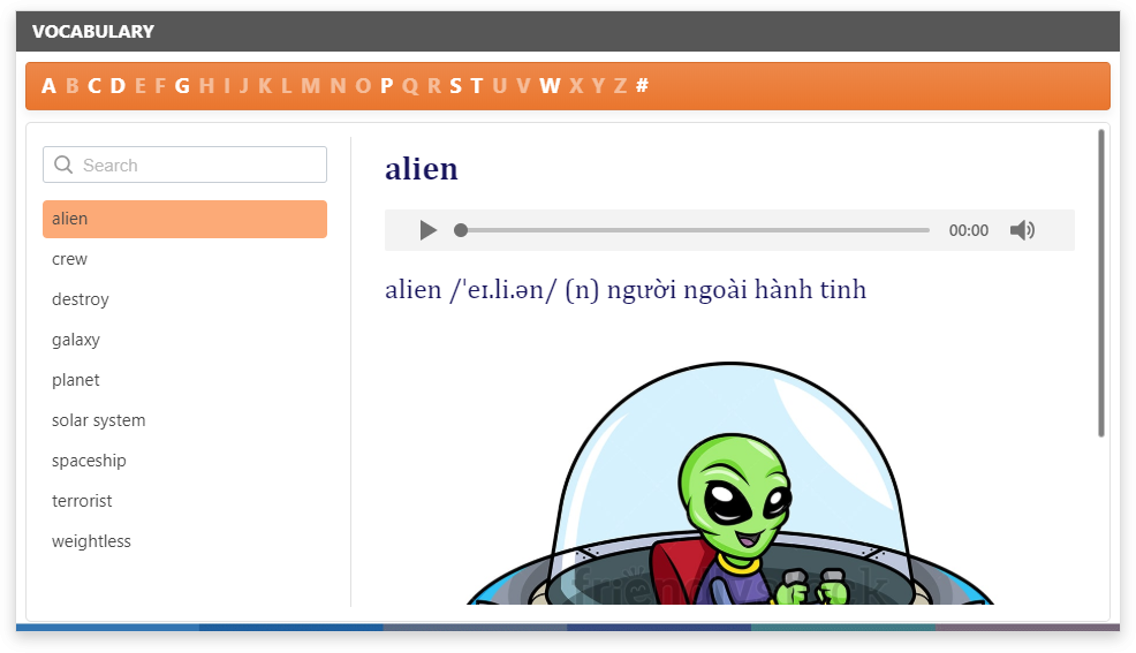 VOCABULARY
A B C D E F G H I J K L M N O P Q R S T U V W X Y Z #
Search
alien
crew
destroy
galaxy
planet
solar system
spaceship
terrorist
weightless
alien
00:00
alien /ˈeɪ.li.ən/ (n) người ngoài hành tinh